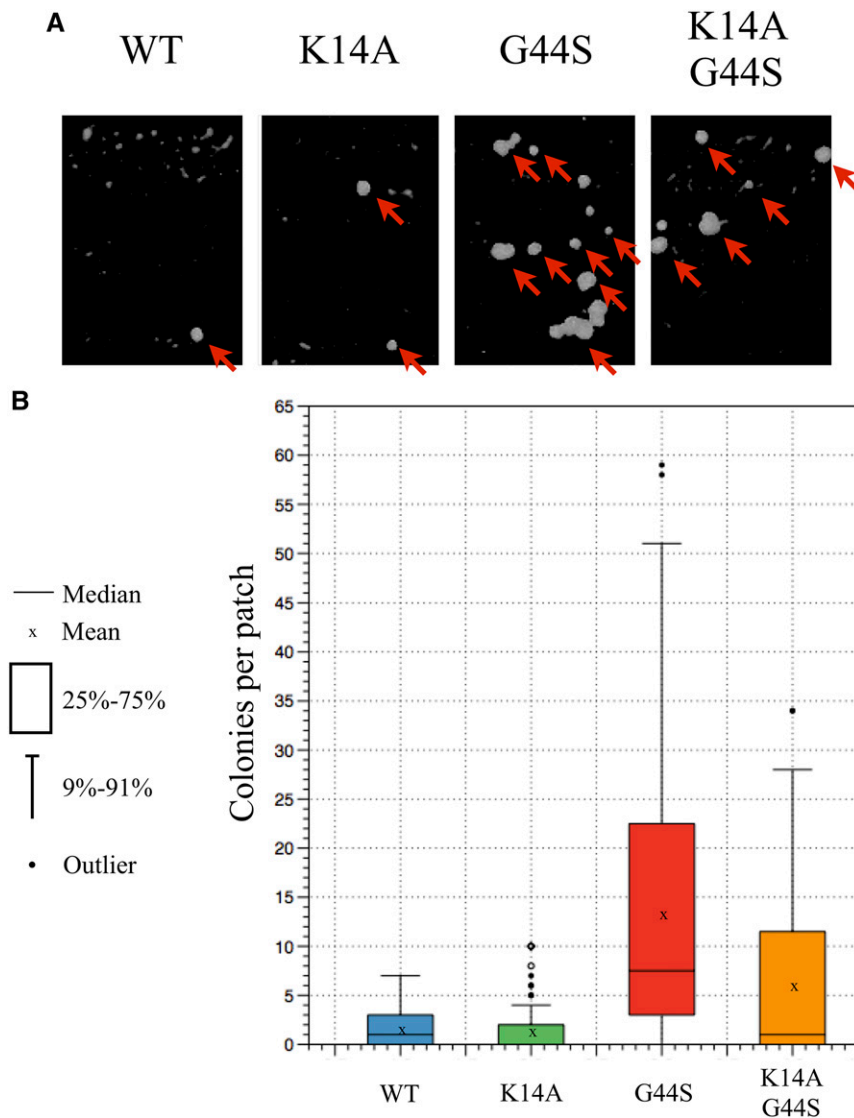 A
WT
K14A
G44S
K14A
G44S
B
Median
x Mean
25%-75%
9%-91%
Outlier
Colonies per patch
65
60
55
50
45
40
35
30
25
20
15
10
5
0
x
x
x
x
WT
K14A
G44S
K14A
G44S